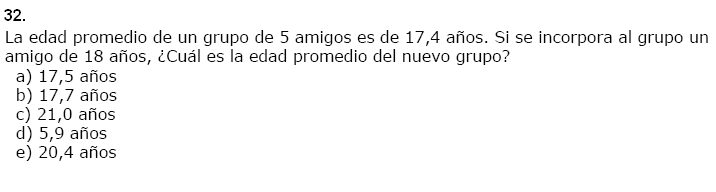 32.
La edad promedio de un grupo de 5 amigos es de 17,4 años. Si se incorpora al grupo un
amigo de 18 años, ¿Cuál es la edad promedio del nuevo grupo?
a) 17,5 años
b) 17,7 años
c) 21,0 años
d) 5,9 años
e) 20,4 años